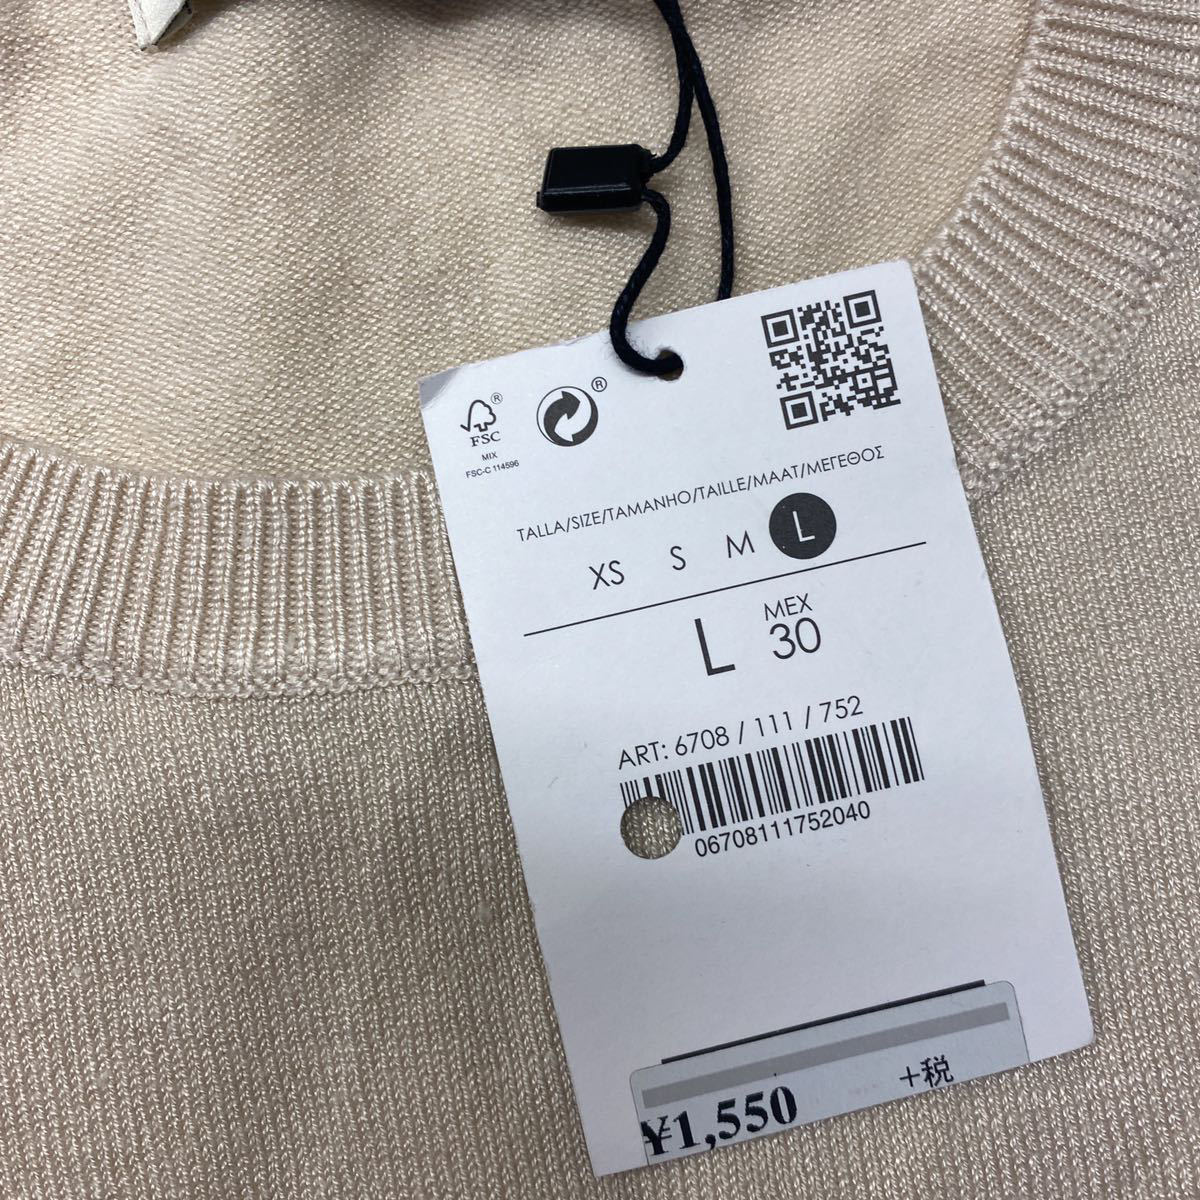 FSC ®
MIX
FSC-C 114596
®
TALLA/SIZE/TAMANHO/TAILLE/MAAT/ΜΕΓΕΘΟΣ
XS S M L
L MEX 30
ART: 6708 / 111 / 752
06708111752040
¥1,550 +税